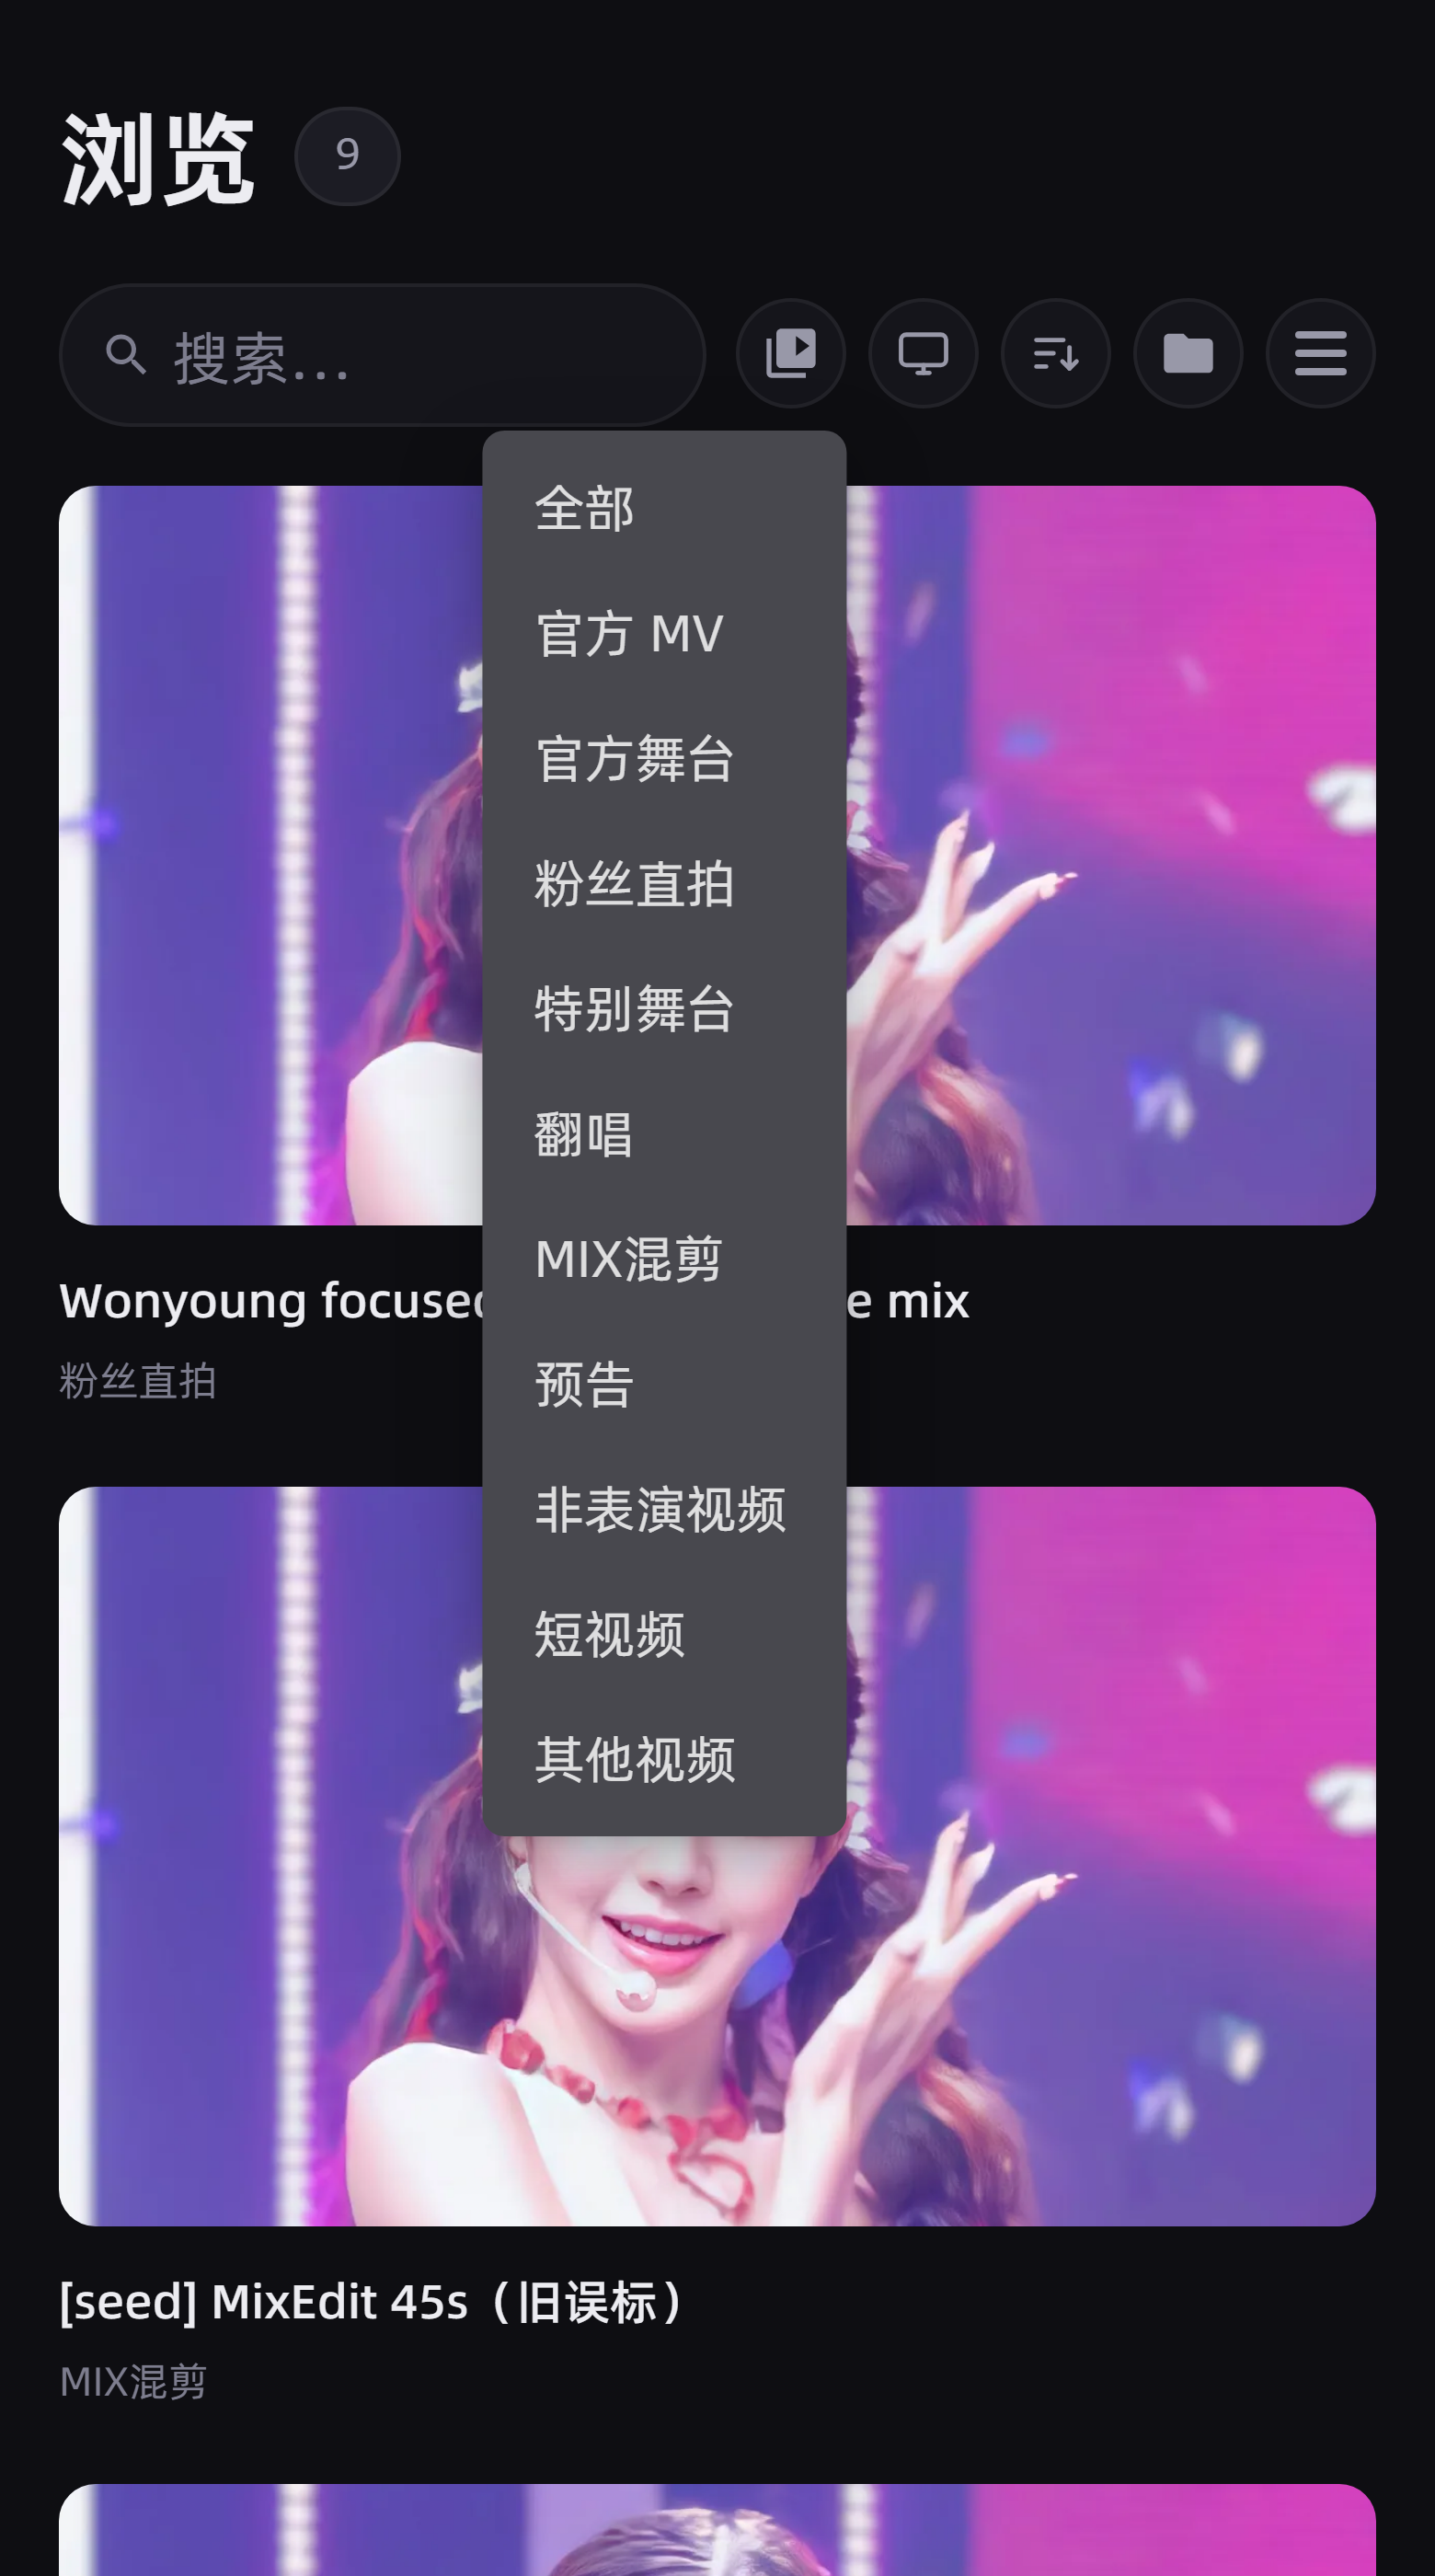 浏览 9
搜索...
全部
官方 MV
官方舞台
粉丝直拍
特别舞台
翻唱
MIX混剪
预告
非表演视频
短视频
其他视频
Wonyoung focused
e mix
粉丝直拍
[seed] MixEdit 45s（旧误标）
MIX混剪